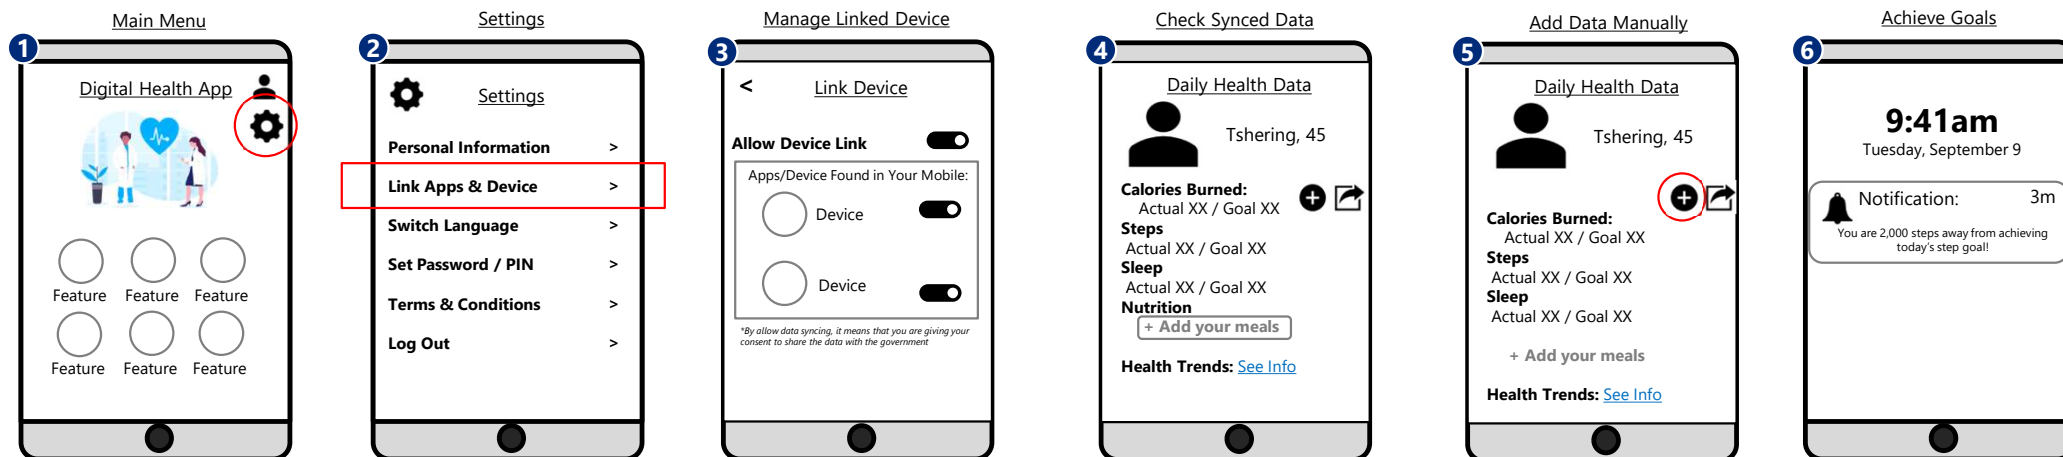 Main Menu
1
Digital Health App
Feature Feature Feature
Feature Feature Feature
Settings
2
Settings
Personal Information >
Link Apps & Device >
Switch Language >
Set Password / PIN >
Terms & Conditions >
Log Out >
Manage Linked Device
3
< Link Device
Allow Device Link
Apps/Device Found in Your Mobile:
Device
Device
*By allow data syncing, it means that you are giving your
consent to share the data with the government
Check Synced Data
4
Daily Health Data
Tshering, 45
Calories Burned:
Actual XX / Goal XX
Steps
Actual XX / Goal XX
Sleep
Actual XX / Goal XX
Nutrition
+ Add your meals
Health Trends: See Info
Add Data Manually
5
Daily Health Data
Tshering, 45
Calories Burned:
Actual XX / Goal XX
Steps
Actual XX / Goal XX
Sleep
Actual XX / Goal XX
+ Add your meals
Health Trends: See Info
Achieve Goals
6
9:41am
Tuesday, September 9
Notification: 3m
You are 2,000 steps away from achieving
today's step goal!